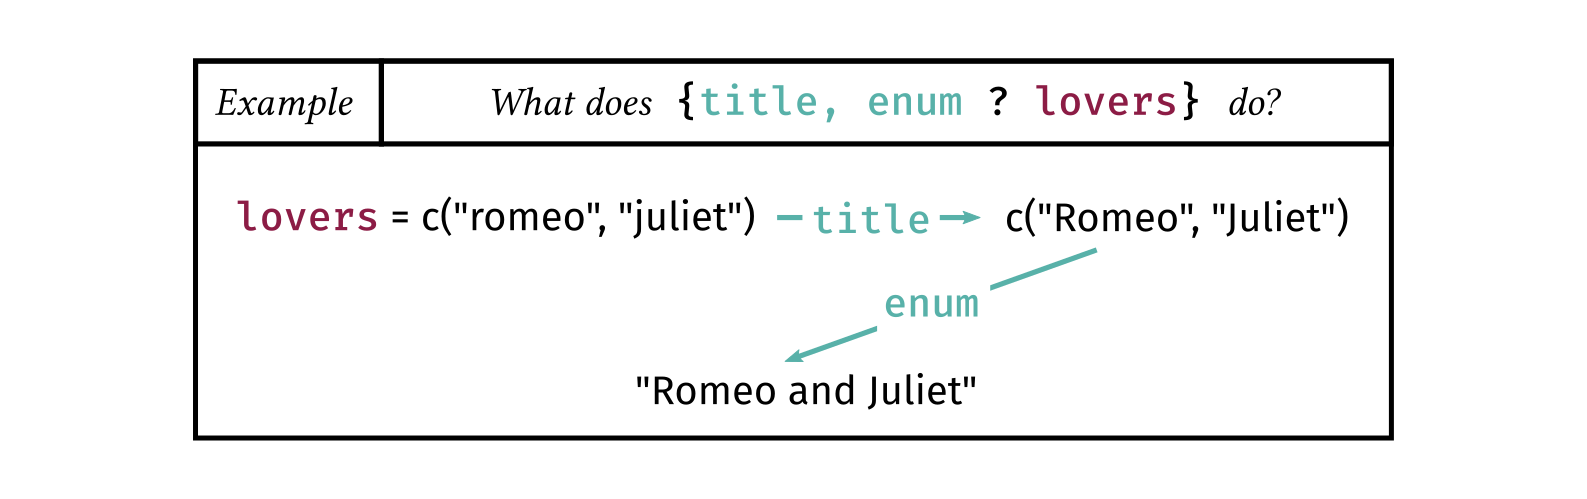 Example
What does {title, enum ? lovers} do?
lovers = c("romeo", "juliet") title c("Romeo", "Juliet")
enum
"Romeo and Juliet"